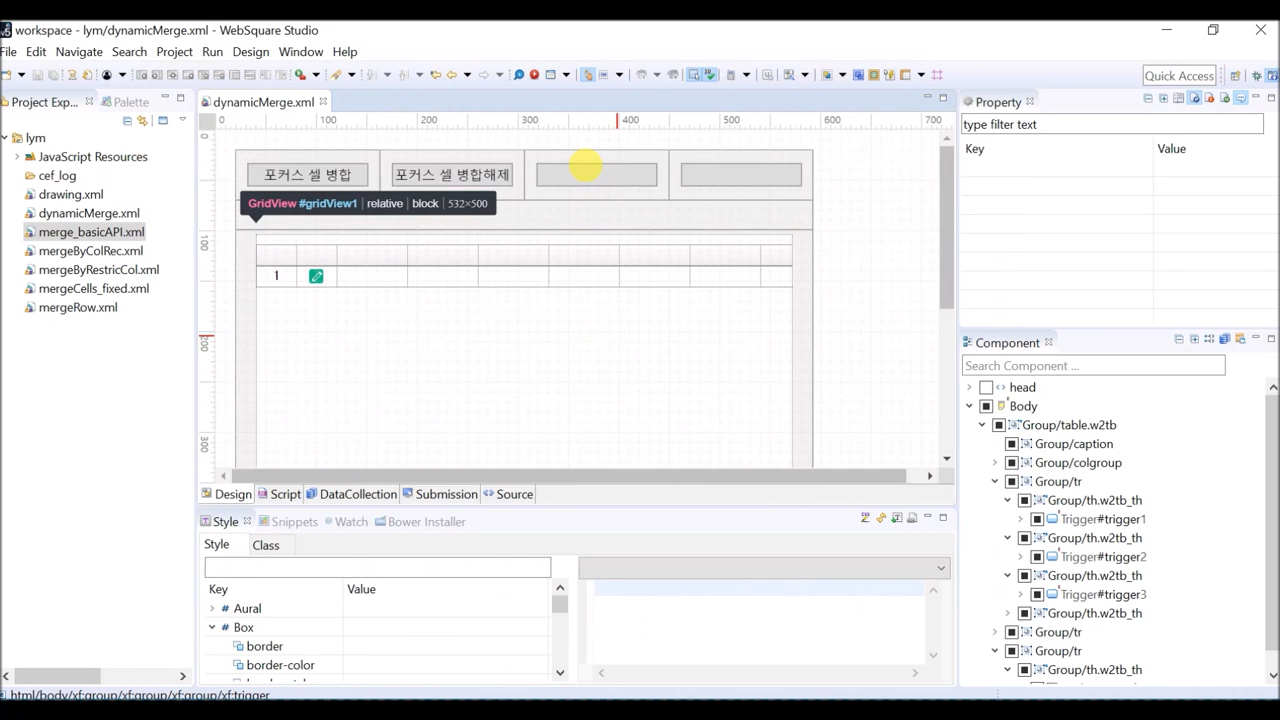 workspace - lym/dynamicMerge.xml - WebSquare Studio
File Edit Navigate Search Project Run Design Window Help
Quick Access
Project Exp...
Palette
dynamicMerge.xml
Property
type filter text
Key Value
lym
JavaScript Resources
cef_log
drawing.xml
dynamicMerge.xml
merge_basicAPI.xml
mergeByColRec.xml
mergeByRestricCol.xml
mergeCells_fixed.xml
mergeRow.xml
0 100 200 300 400 500 600 700
0
100
200
300
포커스 셀 병합
포커스 셀 병합해제
GridView #gridView1 relative block 532×500
1
Design Script DataCollection Submission Source
Style Snippets Watch Bower Installer
Style Class
Key Value
Aural
Box
border
border-color
Component
Search Component ...
head
Body
Group/table.w2tb
Group/caption
Group/colgroup
Group/tr
Group/th.w2tb_th
Trigger#trigger1
Group/th.w2tb_th
Trigger#trigger2
Group/th.w2tb_th
Trigger#trigger3
Group/th.w2tb_th
Group/tr
Group/tr
Group/th.w2tb_th
html/body/xf:group/xf:group/xf:group/xf:trigger